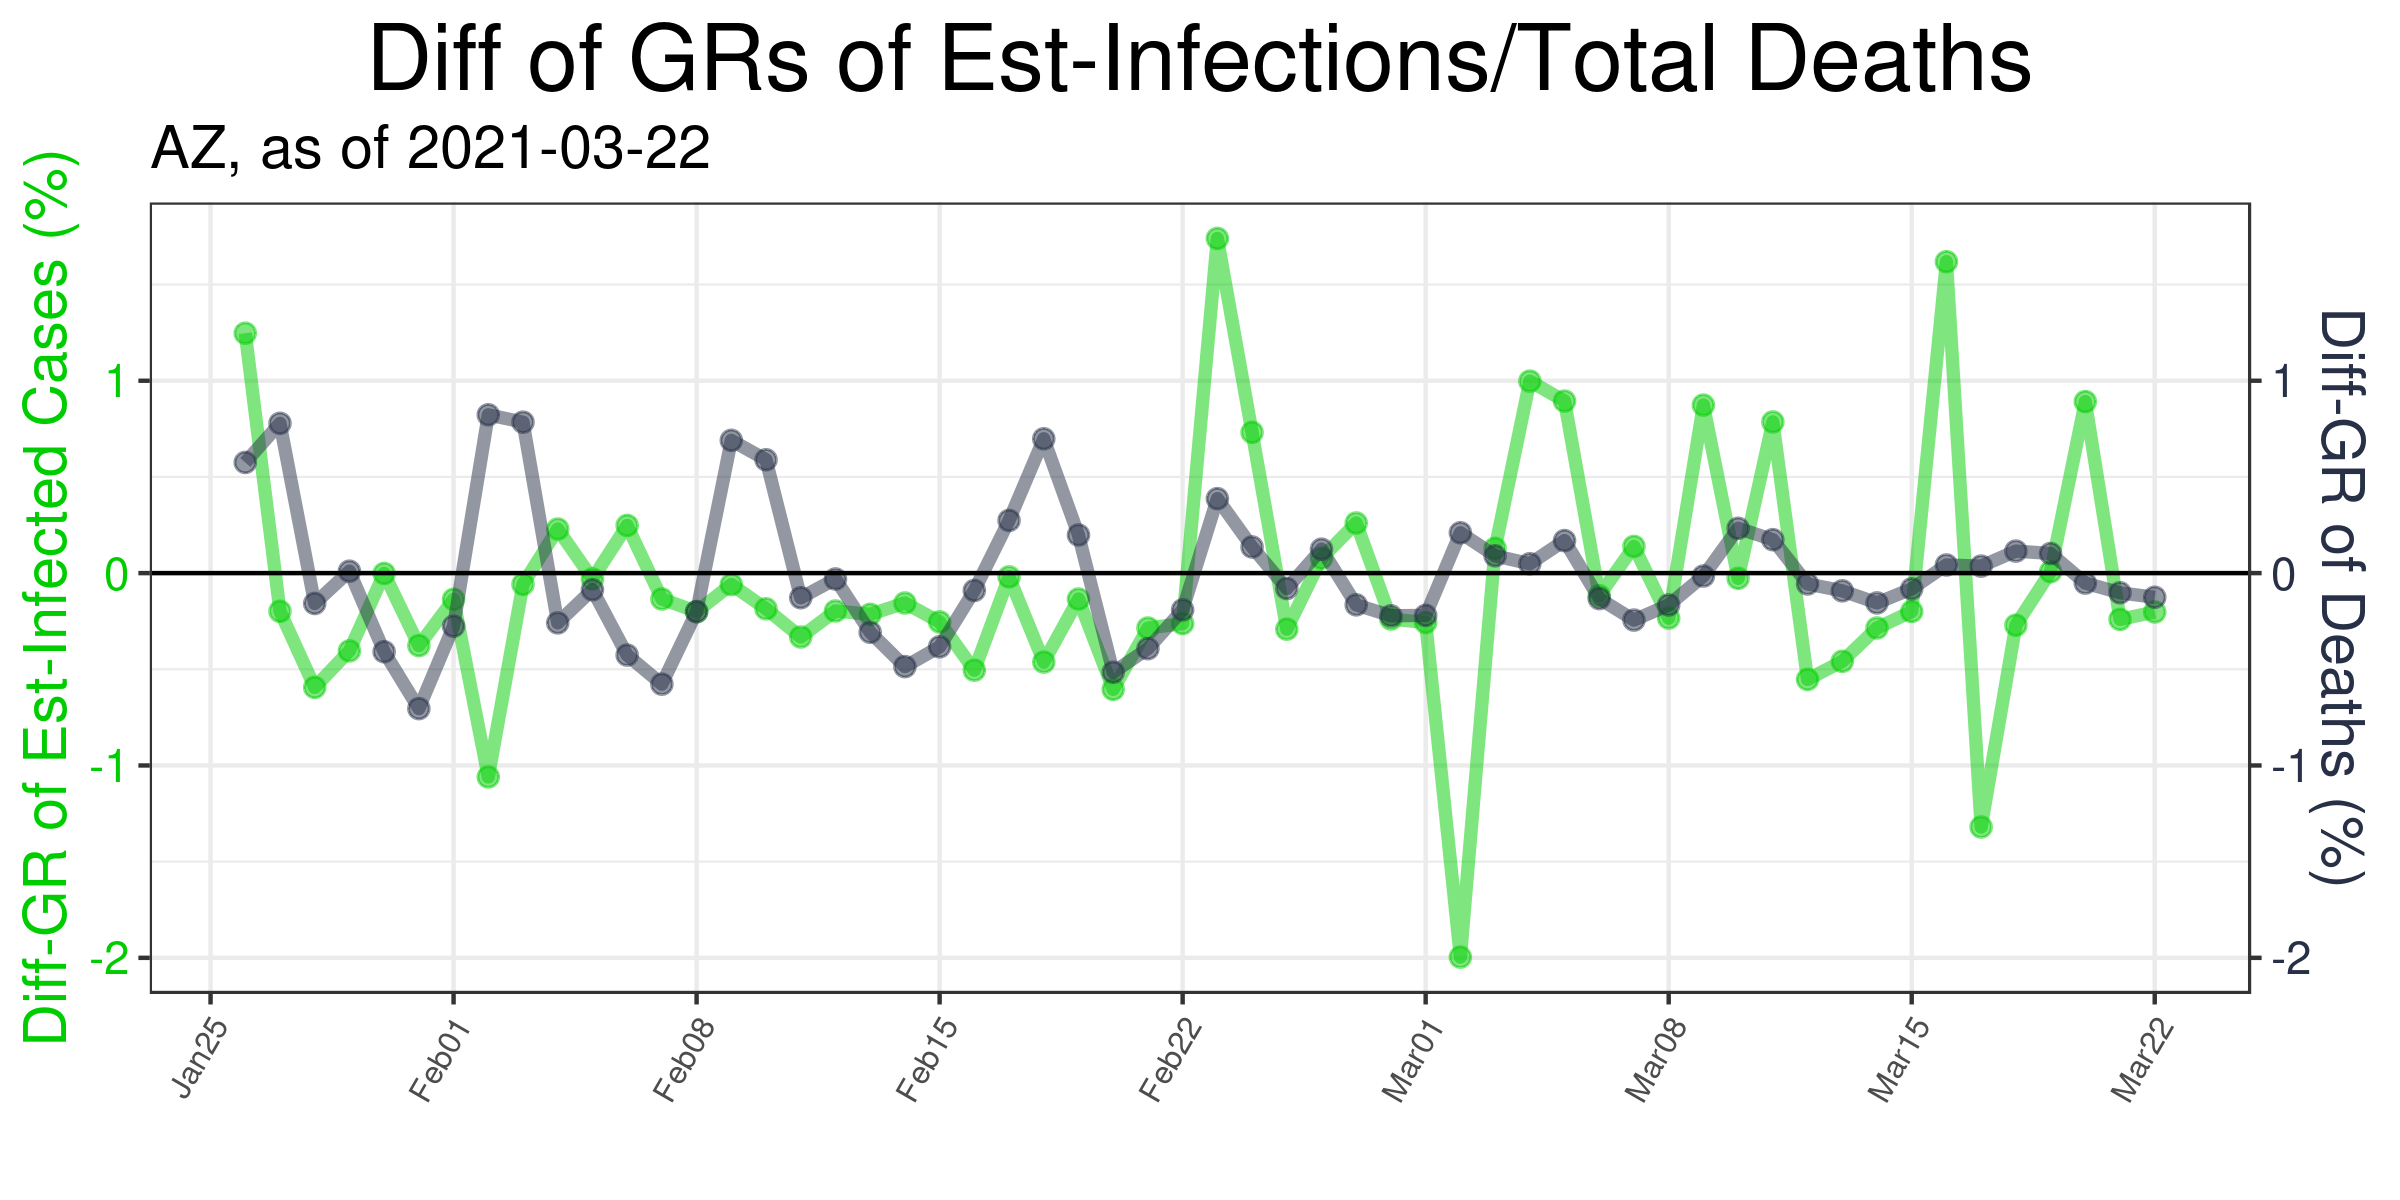 Diff of GRs of Est-Infections/Total Deaths
AZ, as of 2021-03-22
Diff-GR of Est-Infected Cases (%)
1
0
-1
-2
1
0
-1
-2
Diff-GR of Deaths (%)
Jan25
Feb01
Feb08
Feb15
Feb22
Mar01
Mar08
Mar15
Mar22